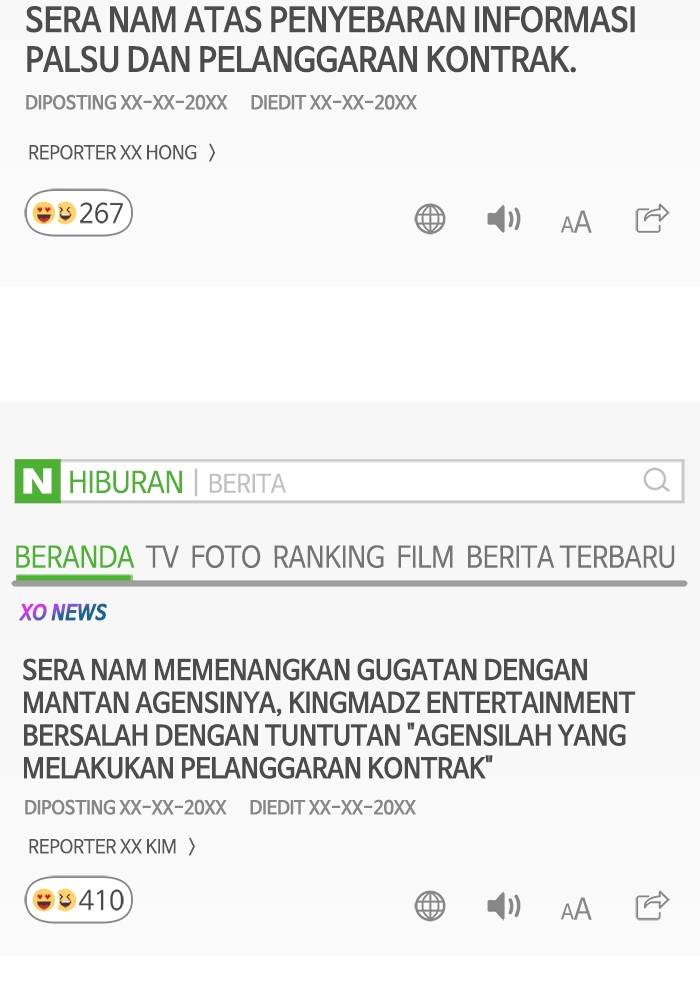 SERA NAM ATAS PENYEBARAN INFORMASI
PALSU DAN PELANGGARAN KONTRAK.
DIPOSTING XX-XX-20XX DIEDIT XX-XX-20XX
REPORTER XX HONG 〉
267
AA
N HIBURAN | BERITA
BERANDA TV FOTO RANKING FILM BERITA TERBARU
XO NEWS
SERA NAM MEMENANGKAN GUGATAN DENGAN
MANTAN AGENSINYA, KINGMADZ ENTERTAINMENT
BERSALAH DENGAN TUNTUTAN "AGENSILAH YANG
MELAKUKAN PELANGGARAN KONTRAK"
DIPOSTING XX-XX-20XX DIEDIT XX-XX-20XX
REPORTER XX KIM 〉
410
AA